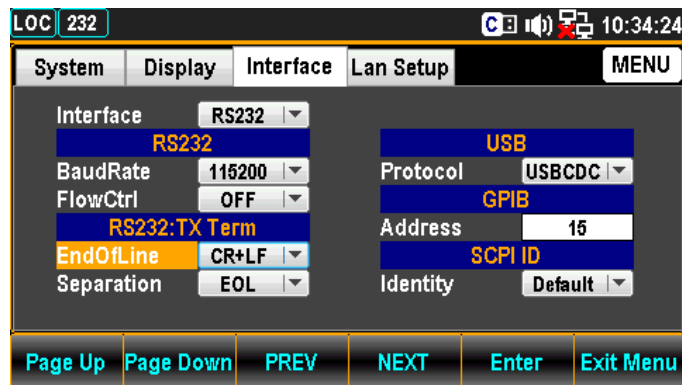 LOC 232 C 10:34:24
System Display Interface Lan Setup MENU
Interface RS232
RS232
BaudRate 115200
FlowCtrl OFF
RS232:TX Term
EndOfLine CR+LF
Separation EOL
USB
Protocol USBCDC
GPIB
Address 15
SCPI ID
Identity Default
Page Up Page Down PREV NEXT Enter Exit Menu